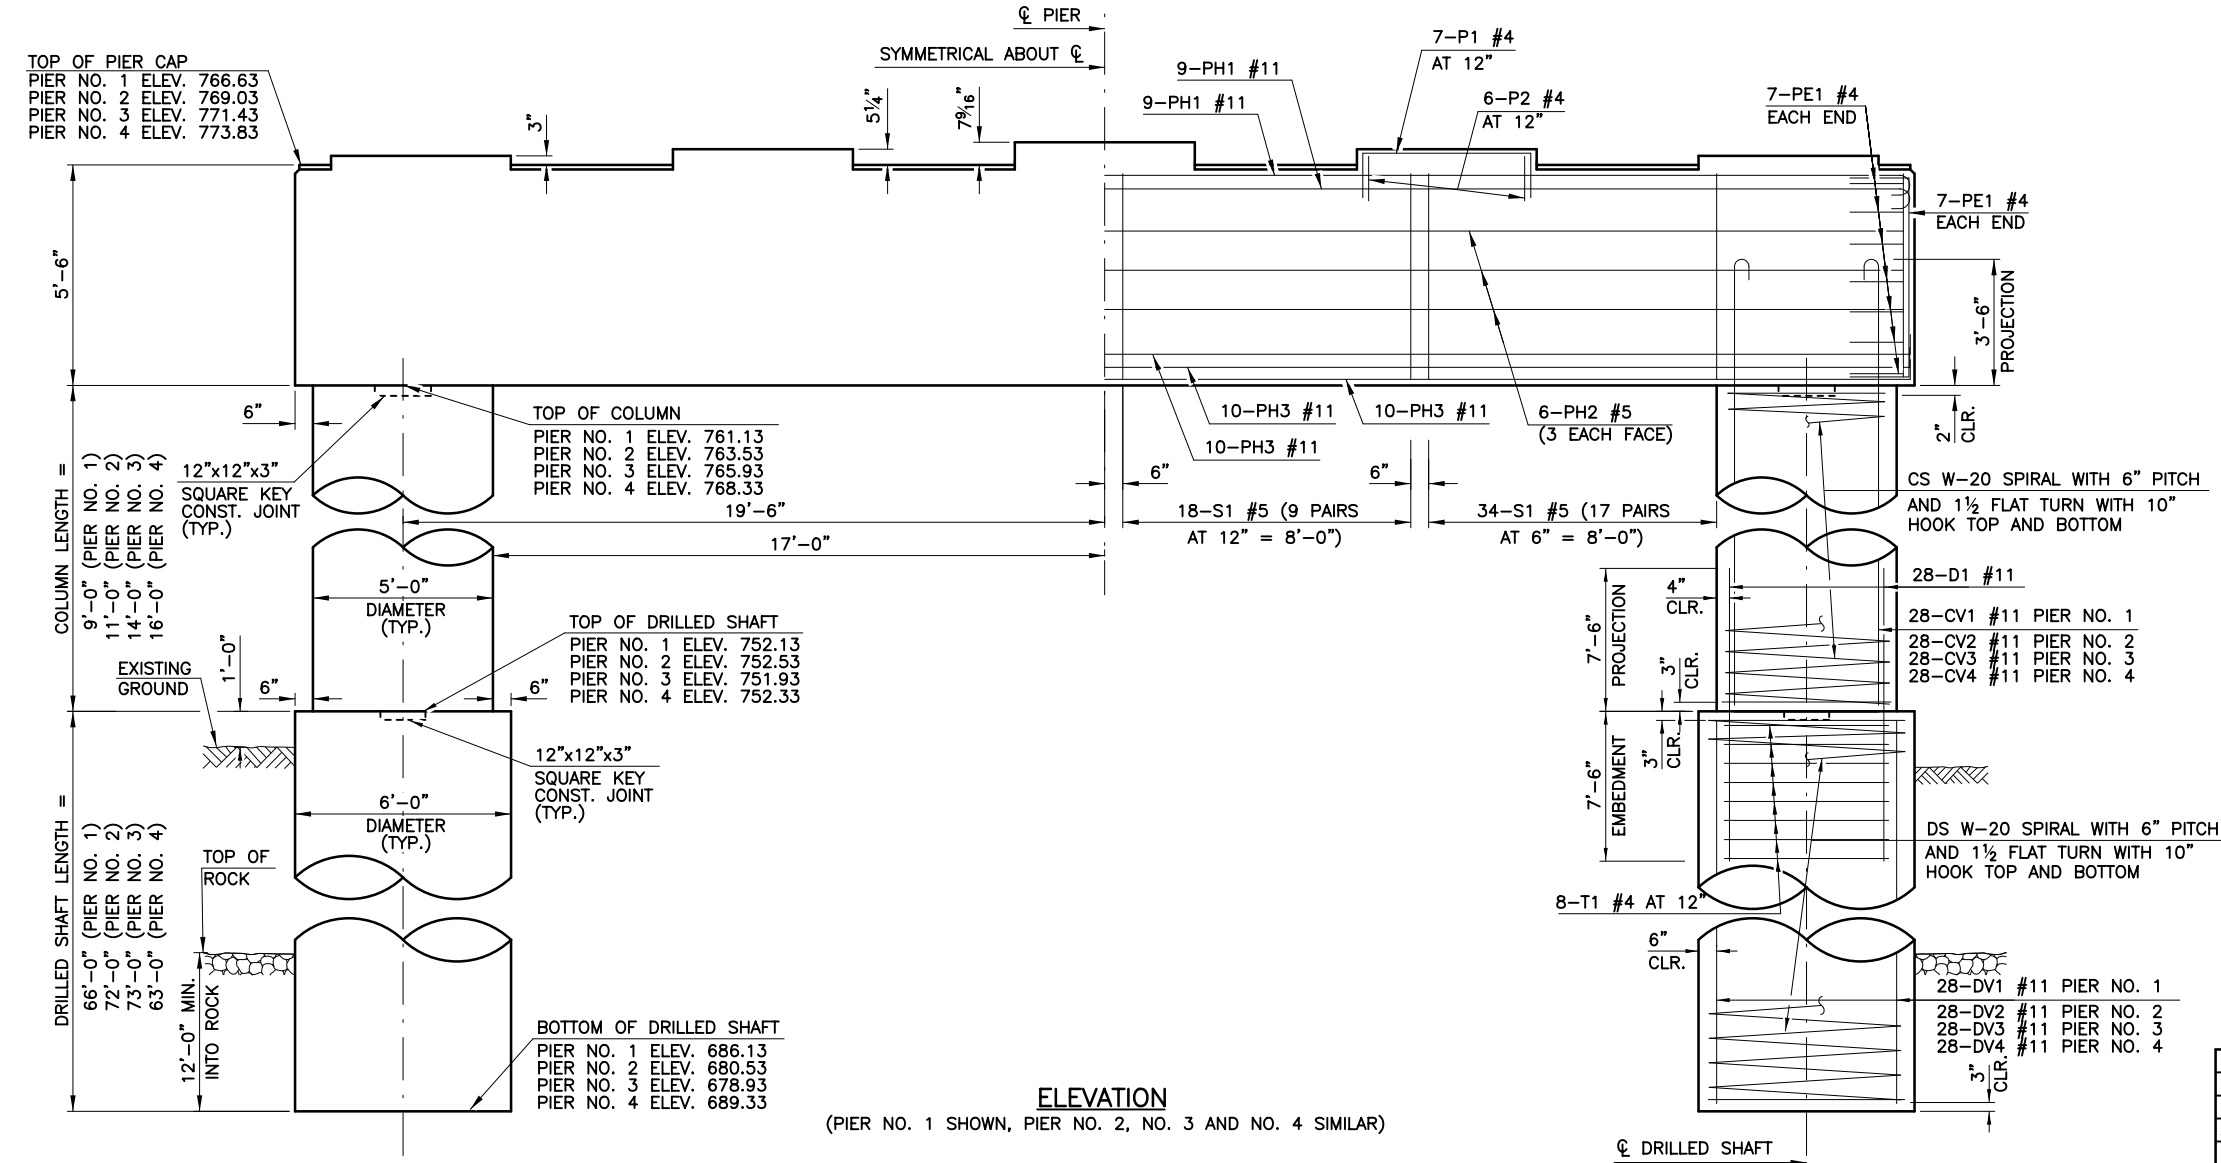 ℄ PIER
SYMMETRICAL ABOUT ℄
TOP OF PIER CAP
PIER NO. 1 ELEV. 766.63
PIER NO. 2 ELEV. 769.03
PIER NO. 3 ELEV. 771.43
PIER NO. 4 ELEV. 773.83
3"
5¼"
7 9/16"
9-PH1 #11
9-PH1 #11
7-P1 #4
AT 12"
6-P2 #4
AT 12"
7-PE1 #4
EACH END
7-PE1 #4
EACH END
5'-6"
3'-6"
PROJECTION
2"
CLR.
6"
12"x12"x3"
SQUARE KEY
CONST. JOINT
(TYP.)
TOP OF COLUMN
PIER NO. 1 ELEV. 761.13
PIER NO. 2 ELEV. 763.53
PIER NO. 3 ELEV. 765.93
PIER NO. 4 ELEV. 768.33
10-PH3 #11
10-PH3 #11
10-PH3 #11
6-PH2 #5
(3 EACH FACE)
6"
6"
19'-6"
18-S1 #5 (9 PAIRS
AT 12" = 8'-0")
34-S1 #5 (17 PAIRS
AT 6" = 8'-0")
17'-0"
CS W-20 SPIRAL WITH 6" PITCH
AND 1½ FLAT TURN WITH 10"
HOOK TOP AND BOTTOM
COLUMN LENGTH =
9'-0" (PIER NO. 1)
11'-0" (PIER NO. 2)
14'-0" (PIER NO. 3)
16'-0" (PIER NO. 4)
5'-0"
DIAMETER
(TYP.)
4"
CLR.
28-D1 #11
28-CV1 #11 PIER NO. 1
28-CV2 #11 PIER NO. 2
28-CV3 #11 PIER NO. 3
28-CV4 #11 PIER NO. 4
7'-6"
PROJECTION
3"
CLR.
TOP OF DRILLED SHAFT
PIER NO. 1 ELEV. 752.13
PIER NO. 2 ELEV. 752.53
PIER NO. 3 ELEV. 751.93
PIER NO. 4 ELEV. 752.33
EXISTING
GROUND
1'-0"
6"
6"
12"x12"x3"
SQUARE KEY
CONST. JOINT
(TYP.)
7'-6"
EMBEDMENT
3"
CLR.
6'-0"
DIAMETER
(TYP.)
DS W-20 SPIRAL WITH 6" PITCH
AND 1½ FLAT TURN WITH 10"
HOOK TOP AND BOTTOM
DRILLED SHAFT LENGTH =
66'-0" (PIER NO. 1)
72'-0" (PIER NO. 2)
73'-0" (PIER NO. 3)
63'-0" (PIER NO. 4)
TOP OF
ROCK
8-T1 #4 AT 12"
6"
CLR.
12'-0" MIN.
INTO ROCK
28-DV1 #11 PIER NO. 1
28-DV2 #11 PIER NO. 2
28-DV3 #11 PIER NO. 3
28-DV4 #11 PIER NO. 4
3"
CLR.
BOTTOM OF DRILLED SHAFT
PIER NO. 1 ELEV. 686.13
PIER NO. 2 ELEV. 680.53
PIER NO. 3 ELEV. 678.93
PIER NO. 4 ELEV. 689.33
ELEVATION
(PIER NO. 1 SHOWN, PIER NO. 2, NO. 3 AND NO. 4 SIMILAR)
℄ DRILLED SHAFT